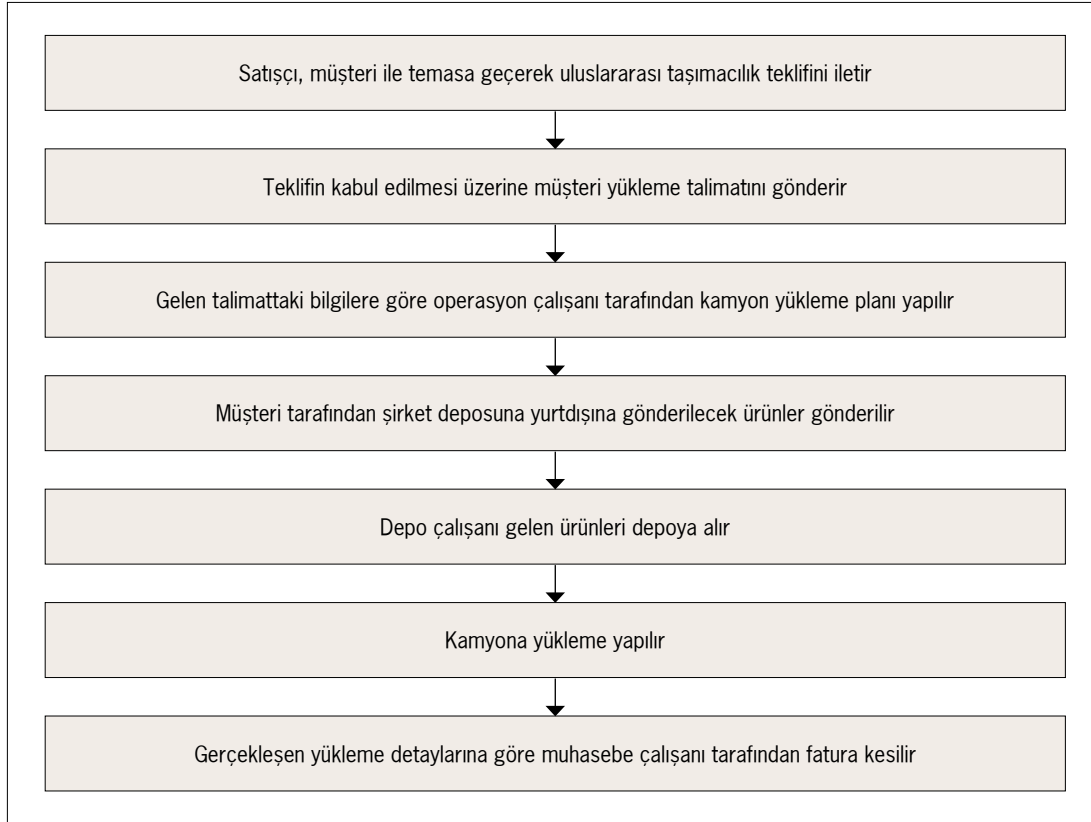 Satışçı, müşteri ile temasa geçerek uluslararası taşımacılık teklifini iletir
Teklifin kabul edilmesi üzerine müşteri yükleme talimatını gönderir
Gelen talimattaki bilgilere göre operasyon çalışanı tarafından kamyon yükleme planı yapılır
Müşteri tarafından şirket deposuna yurtdışına gönderilecek ürünler gönderilir
Depo çalışanı gelen ürünleri depoya alır
Kamyona yükleme yapılır
Gerçekleşen yükleme detaylarına göre muhasebe çalışanı tarafından fatura kesilir